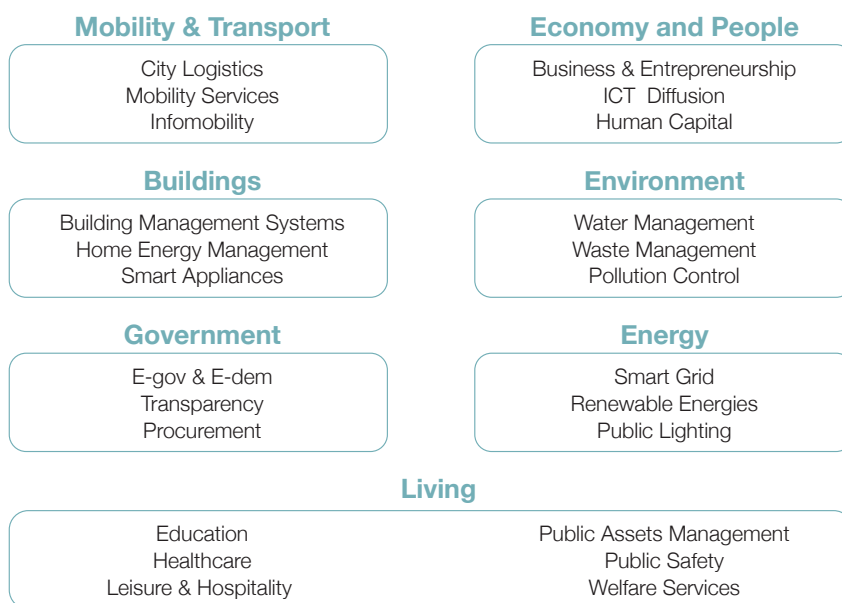 Mobility & Transport
City Logistics
Mobility Services
Infomobility
Economy and People
Business & Entrepreneurship
ICT Diffusion
Human Capital
Buildings
Building Management Systems
Home Energy Management
Smart Appliances
Environment
Water Management
Waste Management
Pollution Control
Government
E-gov & E-dem
Transparency
Procurement
Energy
Smart Grid
Renewable Energies
Public Lighting
Living
Education
Healthcare
Leisure & Hospitality
Public Assets Management
Public Safety
Welfare Services